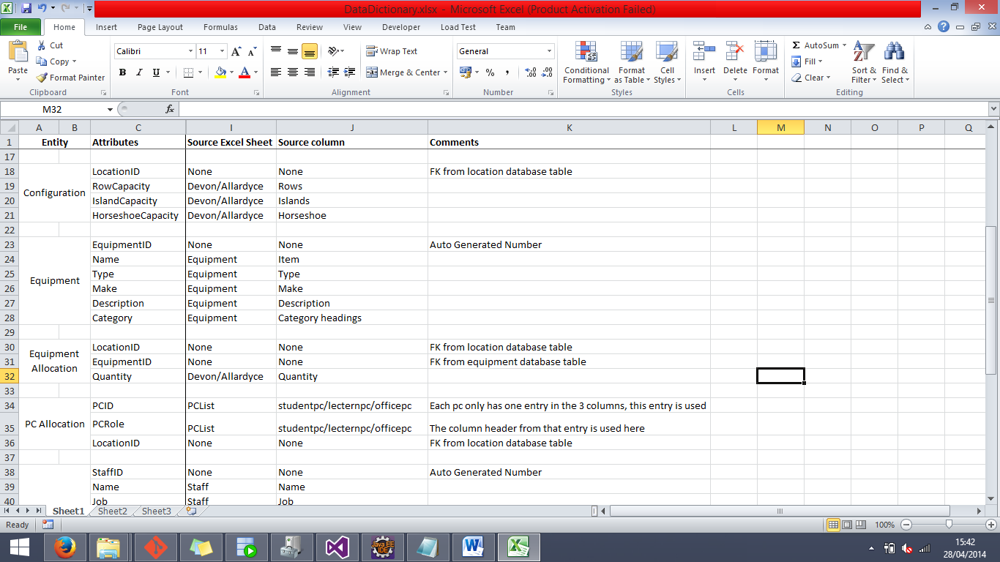 DataDictionary.xlsx - Microsoft Excel (Product Activation Failed)
File Home Insert Page Layout Formulas Data Review View Developer Load Test Team
Paste Cut Copy Format Painter Clipboard
Calibri 11 B I U A A A Font
Wrap Text Merge & Center Alignment
General % , .0 .00 .00 .0 Number
Conditional Formatting Format as Table Cell Styles Styles
Insert Delete Format Cells
Σ AutoSum Fill Clear Sort & Filter Find & Select Editing
M32 fx
A B C I J K L M N O P Q
1 Entity Attributes Source Excel Sheet Source column Comments
17
18 LocationID None None FK from location database table
19 RowCapacity Devon/Allardyce Rows
Configuration
20 IslandCapacity Devon/Allardyce Islands
21 HorseshoeCapacity Devon/Allardyce Horseshoe
22
23 EquipmentID None None Auto Generated Number
24 Name Equipment Item
25 Type Equipment Type
Equipment
26 Make Equipment Make
27 Description Equipment Description
28 Category Equipment Category headings
29
30 LocationID None None FK from location database table
Equipment Allocation
31 EquipmentID None None FK from equipment database table
32 Quantity Devon/Allardyce Quantity
33
34 PCID PCList studentpc/lecternpc/officepc Each pc only has one entry in the 3 columns, this entry is used
35 PC Allocation PCRole PCList studentpc/lecternpc/officepc The column header from that entry is used here
36 LocationID None None FK from location database table
37
38 StaffID None None Auto Generated Number
39 Name Staff Name
40 Job Staff Job
Sheet1 Sheet2 Sheet3
Ready 100%
Java EE IDE
15:42
28/04/2014